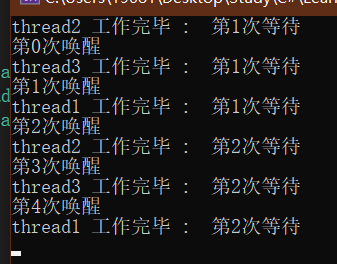 C:\Users\19661\Desktop\Study\C#\Lear
thread2 工作完毕 :  第1次等待
第0次唤醒
thread3 工作完毕 :  第1次等待
第1次唤醒
thread1 工作完毕 :  第1次等待
第2次唤醒
thread2 工作完毕 :  第2次等待
第3次唤醒
thread3 工作完毕 :  第2次等待
第4次唤醒
thread1 工作完毕 :  第2次等待